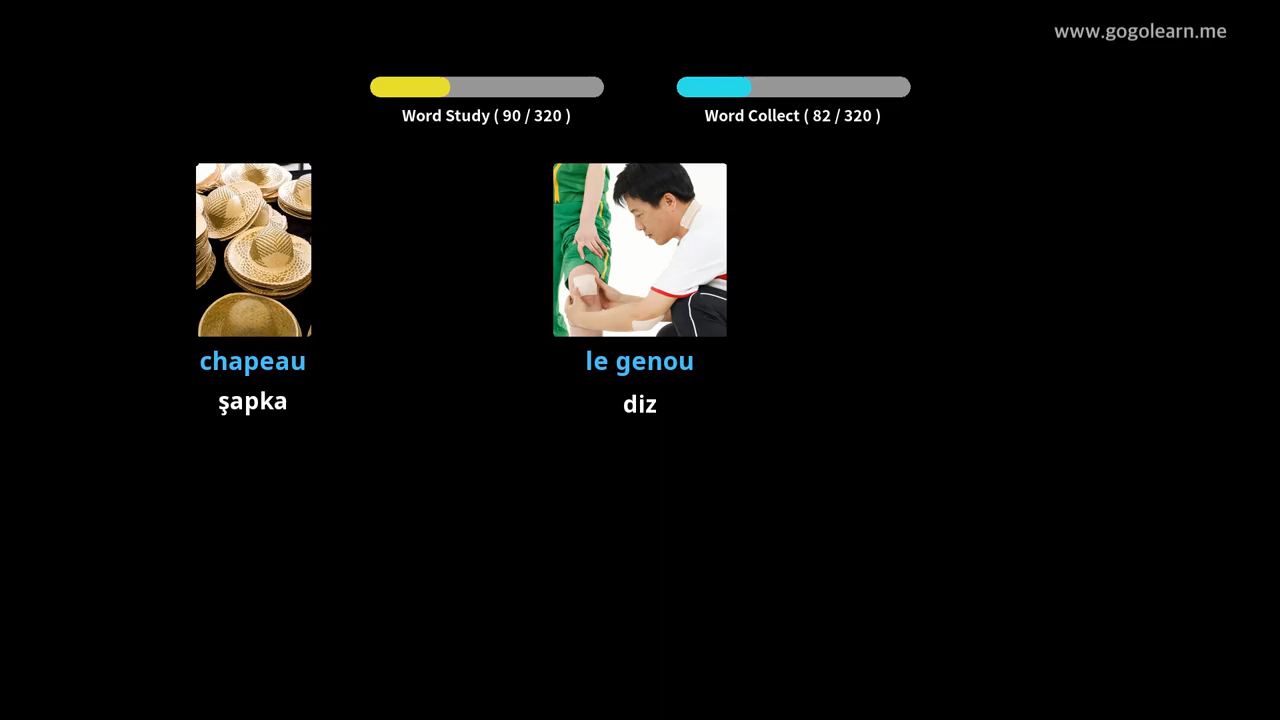 www.gogolearn.me
Word Study ( 90 / 320 )
Word Collect ( 82 / 320 )
chapeau
şapka
le genou
diz